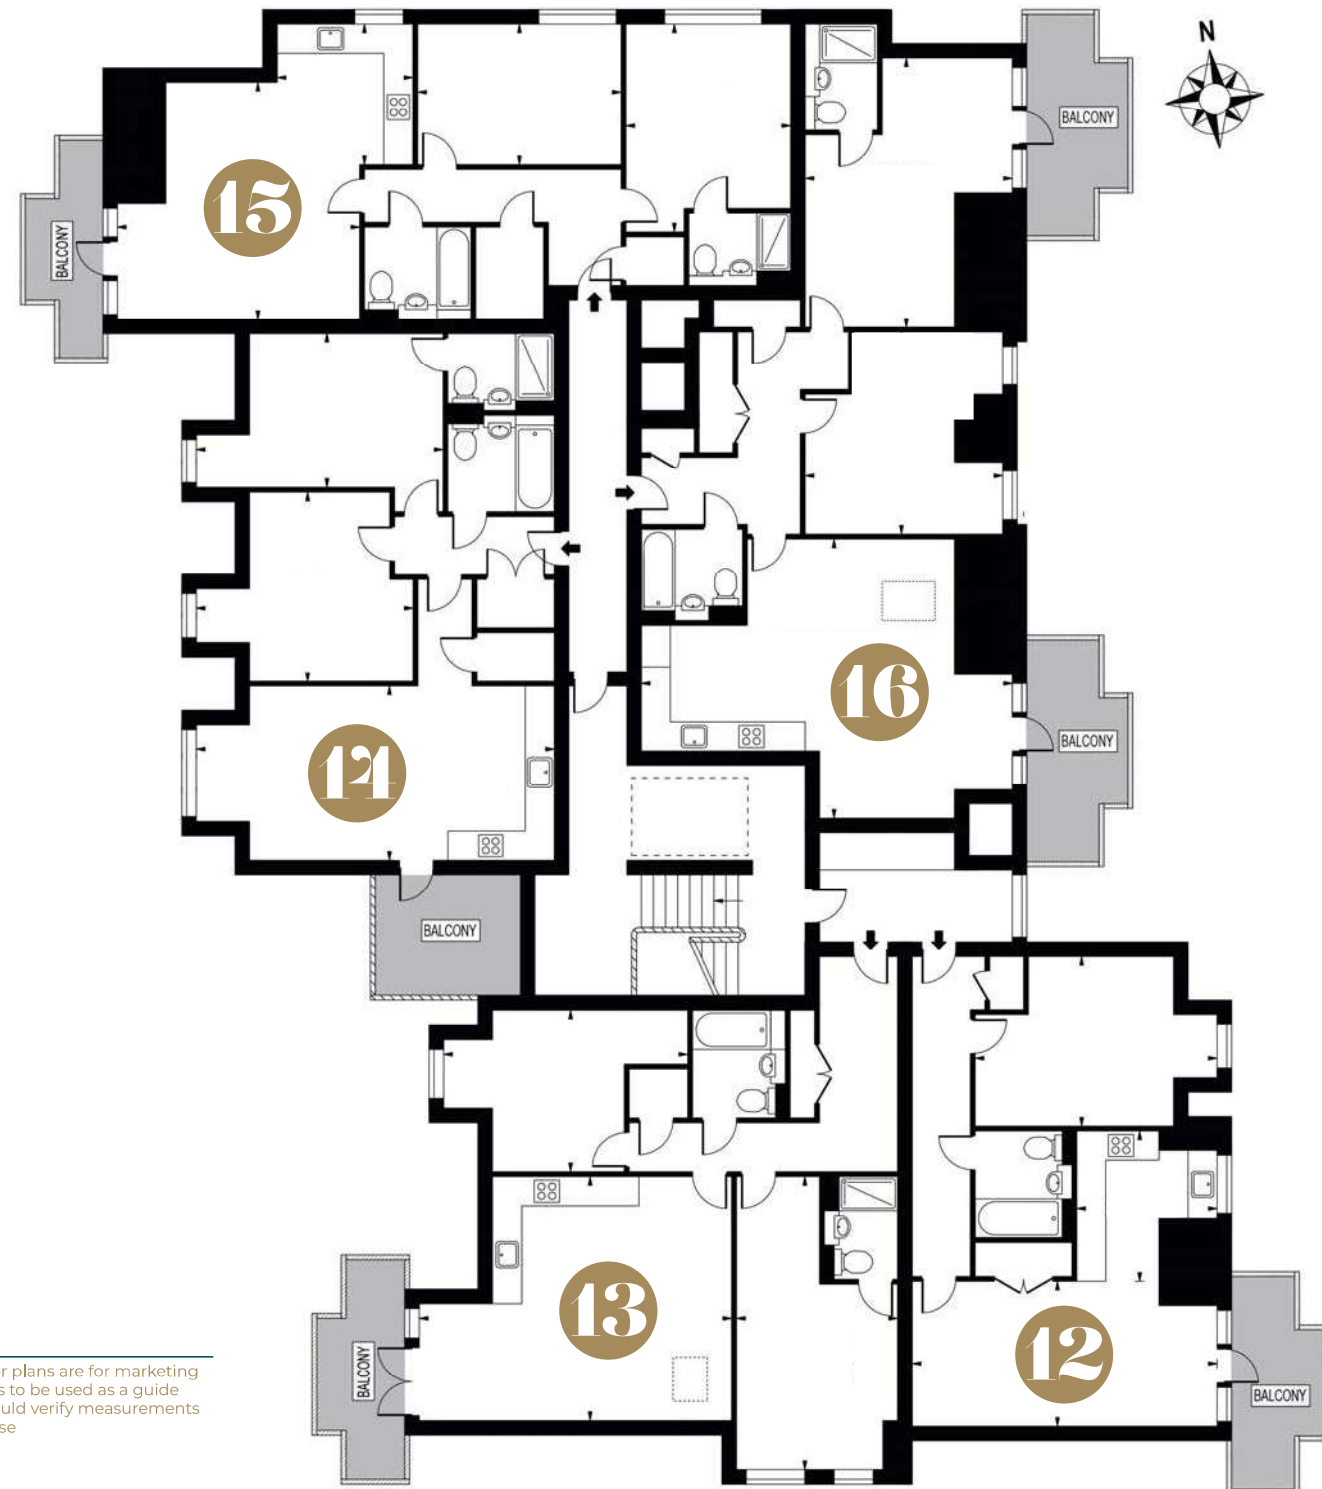 N
BALCONY
15
BALCONY
16
BALCONY
14
BALCONY
13
BALCONY
12
BALCONY
r plans are for marketing
s to be used as a guide
uld verify measurements
se